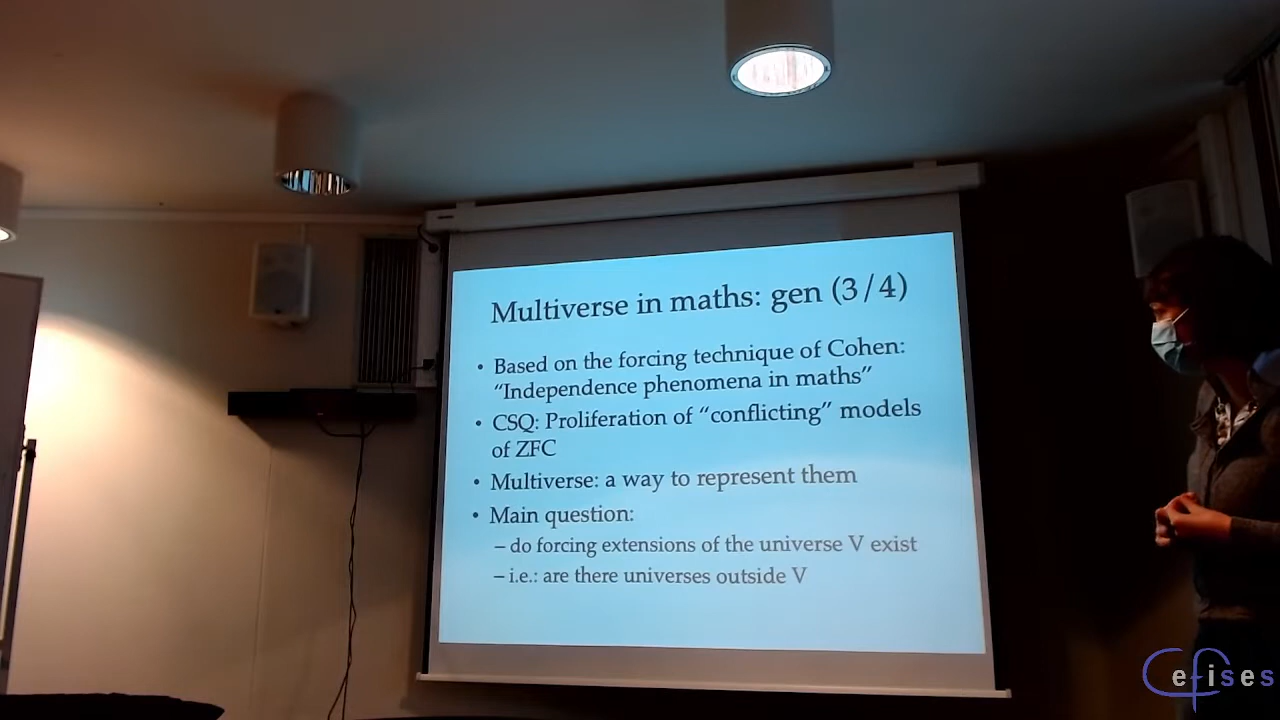 Multiverse in maths: gen (3/4)
• Based on the forcing technique of Cohen:
“Independence phenomena in maths”
• CSQ: Proliferation of “conflicting” models
of ZFC
• Multiverse: a way to represent them
• Main question:
– do forcing extensions of the universe V exist
– i.e.: are there universes outside V
Cefises